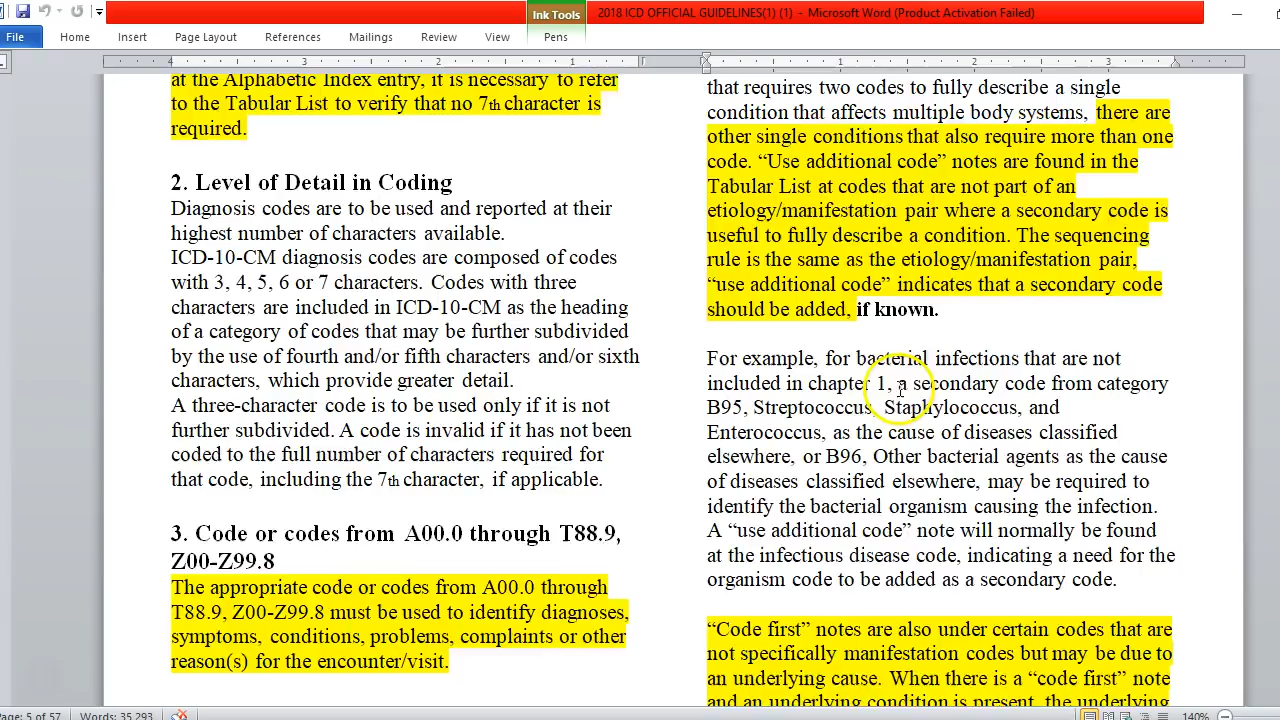 Ink Tools
2018 ICD OFFICIAL GUIDELINES(1) (1) - Microsoft Word (Product Activation Failed)
File Home Insert Page Layout References Mailings Review View Pens
4 3 2 1 1 2 3
at the Alphabetic Index entry, it is necessary to refer
to the Tabular List to verify that no 7th character is
required.
2. Level of Detail in Coding
Diagnosis codes are to be used and reported at their
highest number of characters available.
ICD-10-CM diagnosis codes are composed of codes
with 3, 4, 5, 6 or 7 characters. Codes with three
characters are included in ICD-10-CM as the heading
of a category of codes that may be further subdivided
by the use of fourth and/or fifth characters and/or sixth
characters, which provide greater detail.
A three-character code is to be used only if it is not
further subdivided. A code is invalid if it has not been
coded to the full number of characters required for
that code, including the 7th character, if applicable.
3. Code or codes from A00.0 through T88.9,
Z00-Z99.8
The appropriate code or codes from A00.0 through
T88.9, Z00-Z99.8 must be used to identify diagnoses,
symptoms, conditions, problems, complaints or other
reason(s) for the encounter/visit.
that requires two codes to fully describe a single
condition that affects multiple body systems, there are
other single conditions that also require more than one
code. “Use additional code” notes are found in the
Tabular List at codes that are not part of an
etiology/manifestation pair where a secondary code is
useful to fully describe a condition. The sequencing
rule is the same as the etiology/manifestation pair,
“use additional code” indicates that a secondary code
should be added, if known.
For example, for bacterial infections that are not
included in chapter 1, a secondary code from category
B95, Streptococcus, Staphylococcus, and
Enterococcus, as the cause of diseases classified
elsewhere, or B96, Other bacterial agents as the cause
of diseases classified elsewhere, may be required to
identify the bacterial organism causing the infection.
A “use additional code” note will normally be found
at the infectious disease code, indicating a need for the
organism code to be added as a secondary code.
“Code first” notes are also under certain codes that are
not specifically manifestation codes but may be due to
an underlying cause. When there is a “code first” note
and an underlying condition is present, the underlying
Page: 5 of 57 Words: 35,293 140%